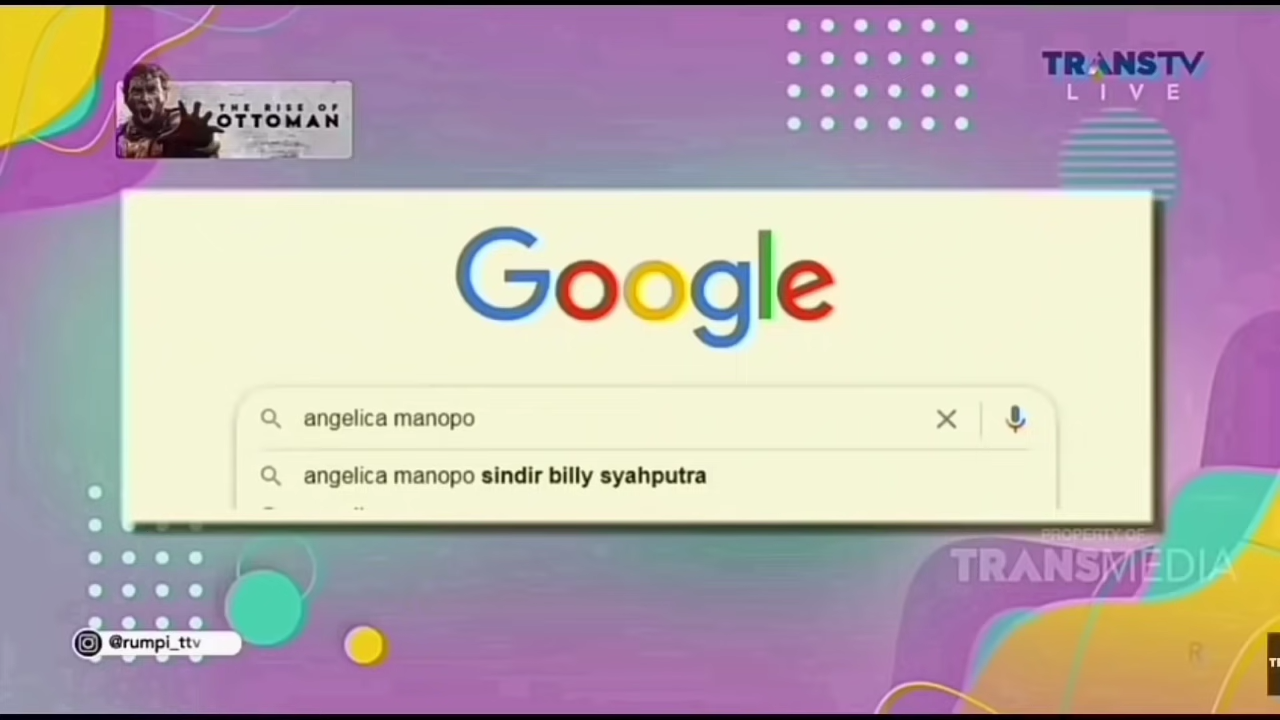 THE RISE OF
OTTOMAN
TRANSTV
LIVE
Google
angelica manopo
angelica manopo sindir billy syahputra
PROPERTY OF
TRANSMEDIA
@rumpi_ttv
R